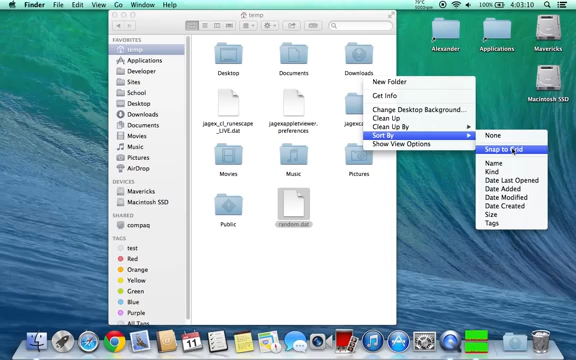 Finder File Edit View Go Window Help 79°C 5000rpm 100% 4:03:10
temp
FAVORITES
temp
Applications
Developer
Sites
School
Desktop
Downloads
Documents
Movies
Music
Pictures
AirDrop
DEVICES
Mavericks
Macintosh SSD
SHARED
compaq
TAGS
test
Red
Orange
Yellow
Green
Blue
Purple
All Tags
Desktop Documents Downloads
jagex_cl_runescape
_LIVE.dat
jagexappletviewer.
preferences
Movies Music Pictures
Public random.dat
New Folder
Get Info
Change Desktop Background...
Clean Up
Clean Up By
Sort By
Show View Options
None
Snap to Grid
Name
Kind
Date Last Opened
Date Added
Date Modified
Date Created
Size
Tags
Alexander Applications Mavericks
Macintosh SSD
11